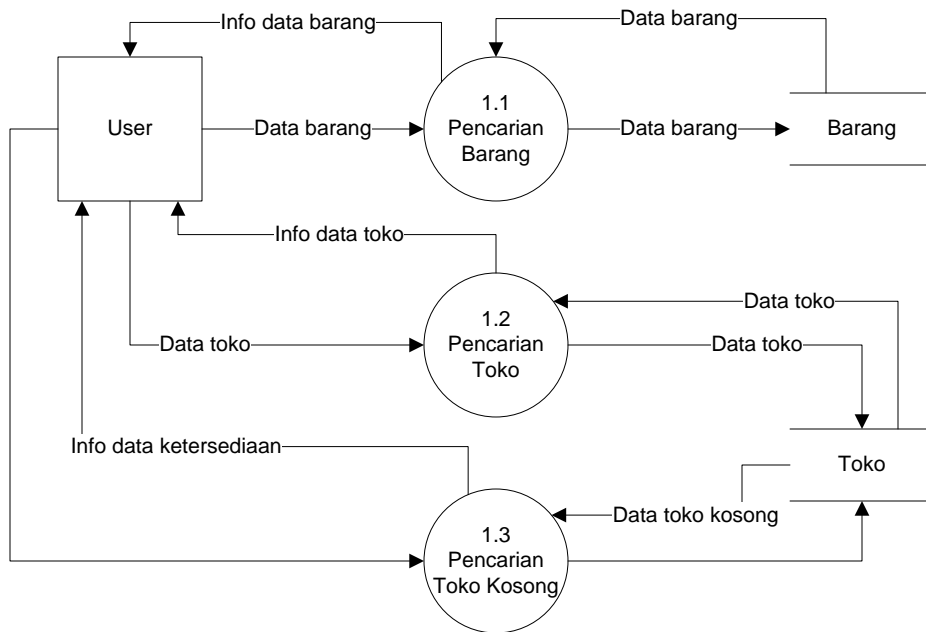 Info data barang
Data barang
User
Data barang
1.1
Pencarian
Barang
Data barang
Barang
Info data toko
Data toko
1.2
Pencarian
Toko
Data toko
Data toko
Info data ketersediaan
Toko
Data toko kosong
1.3
Pencarian
Toko Kosong